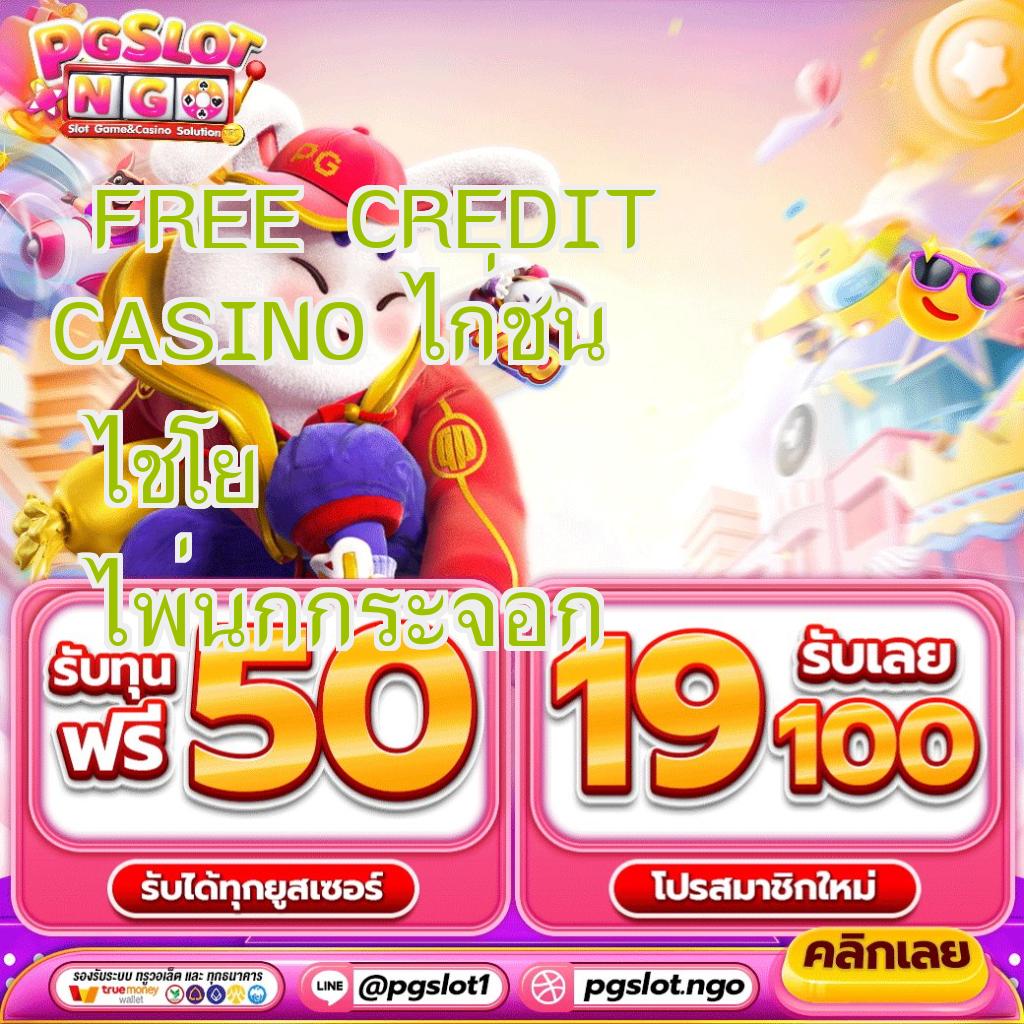 PGSLOT
NGO
Slot Game&Casino Solution
PG
FREE CREDIT
CASINO ไก่ชน
ไชโย
ไพ่นกกระจอก
รับทุน
ฟรี
50
19
รับเลย
100
รับได้ทุกยูสเซอร์
โปรสมาชิกใหม่
คลิกเลย
รองรับระบบ ทรูวอเล็ต และ ทุกธนาคาร
truemoney
wallet
LINE
@pgslot1
pgslot.ngo